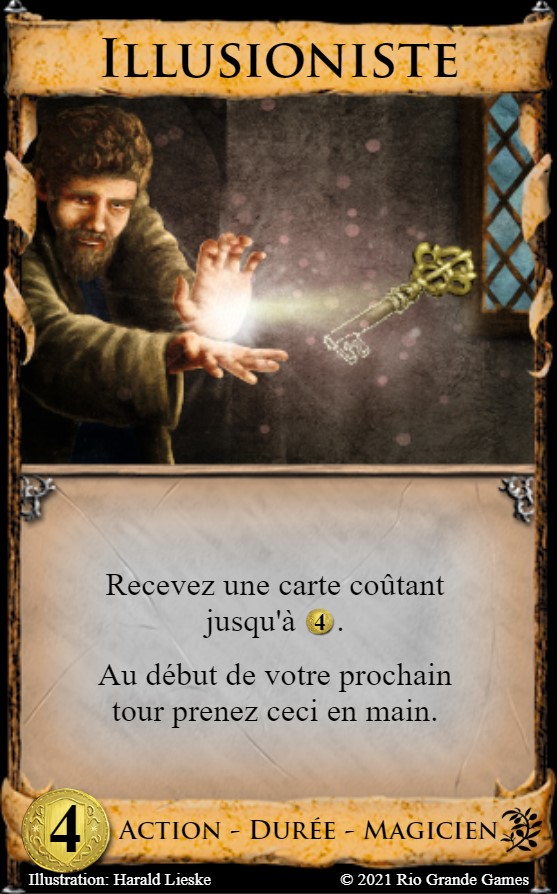 ILLUSIONISTE
Recevez une carte coûtant
jusqu'à 4.
Au début de votre prochain
tour prenez ceci en main.
4 ACTION - DURÉE - MAGICIEN
Illustration: Harald Lieske © 2021 Rio Grande Games